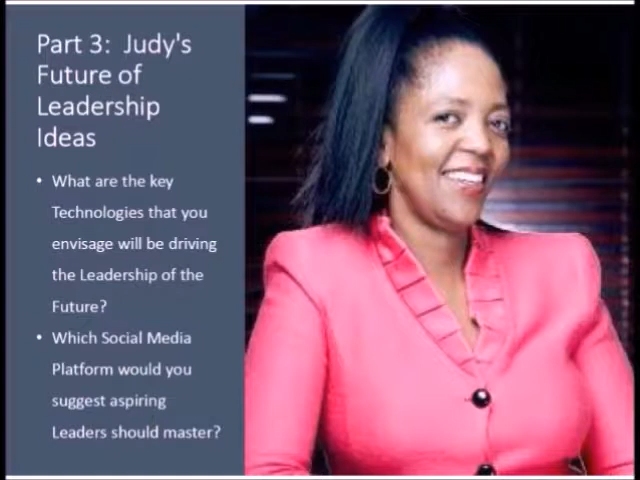 Part 3:  Judy's
Future of
Leadership
Ideas
• What are the key
Technologies that you
envisage will be driving
the Leadership of the
Future?
• Which Social Media
Platform would you
suggest aspiring
Leaders should master?